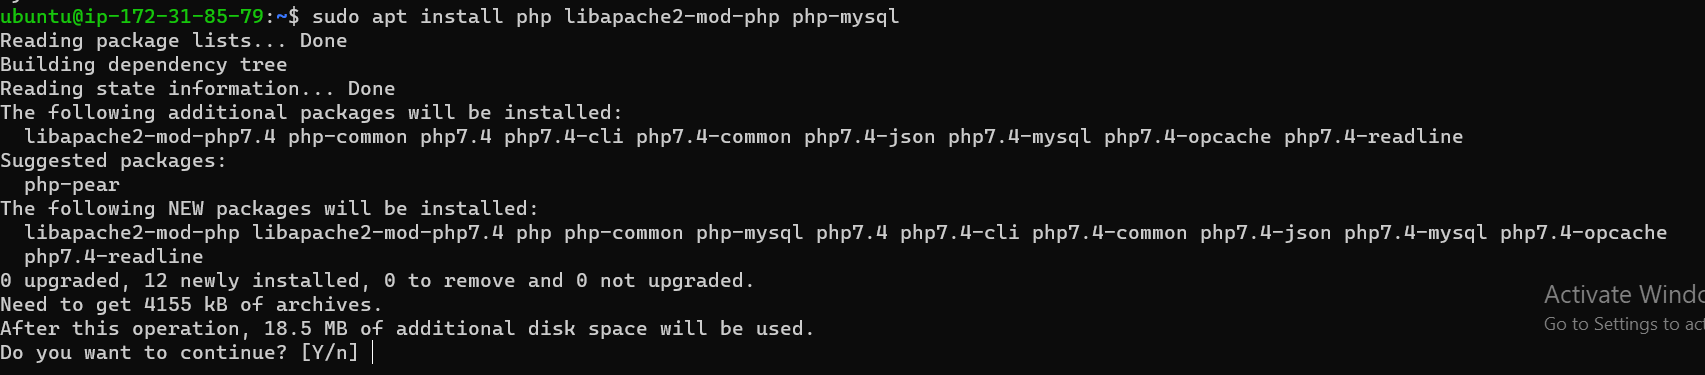 ubuntu@ip-172-31-85-79:~$ sudo apt install php libapache2-mod-php php-mysql
Reading package lists... Done
Building dependency tree
Reading state information... Done
The following additional packages will be installed:
  libapache2-mod-php7.4 php-common php7.4 php7.4-cli php7.4-common php7.4-json php7.4-mysql php7.4-opcache php7.4-readline
Suggested packages:
  php-pear
The following NEW packages will be installed:
  libapache2-mod-php libapache2-mod-php7.4 php php-common php-mysql php7.4 php7.4-cli php7.4-common php7.4-json php7.4-mysql php7.4-opcache
  php7.4-readline
0 upgraded, 12 newly installed, 0 to remove and 0 not upgraded.
Need to get 4155 kB of archives.
After this operation, 18.5 MB of additional disk space will be used.
Do you want to continue? [Y/n]
Activate
Go to Settings to